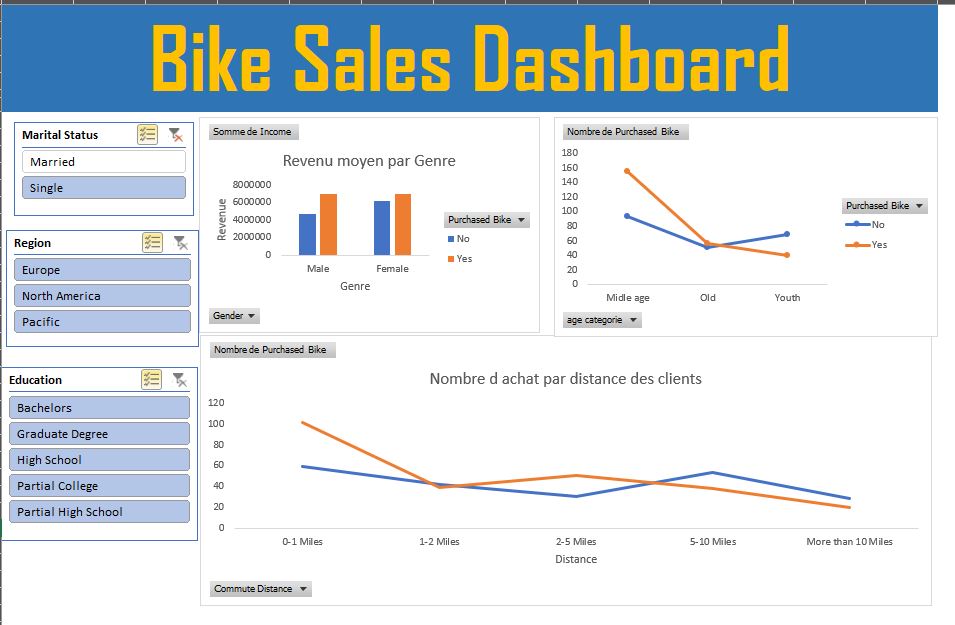 Bike Sales Dashboard
Marital Status
Married
Single
Region
Europe
North America
Pacific
Education
Bachelors
Graduate Degree
High School
Partial College
Partial High School
Somme de Income
Revenu moyen par Genre
8000000
6000000
4000000
2000000
0
Revenue
Male
Female
Genre
Purchased Bike
No
Yes
Gender
Nombre de Purchased Bike
180
160
140
120
100
80
60
40
20
0
Midle age
Old
Youth
Purchased Bike
No
Yes
age categorie
Nombre de Purchased Bike
Nombre d achat par distance des clients
120
100
80
60
40
20
0
0-1 Miles
1-2 Miles
2-5 Miles
5-10 Miles
More than 10 Miles
Distance
Commute Distance